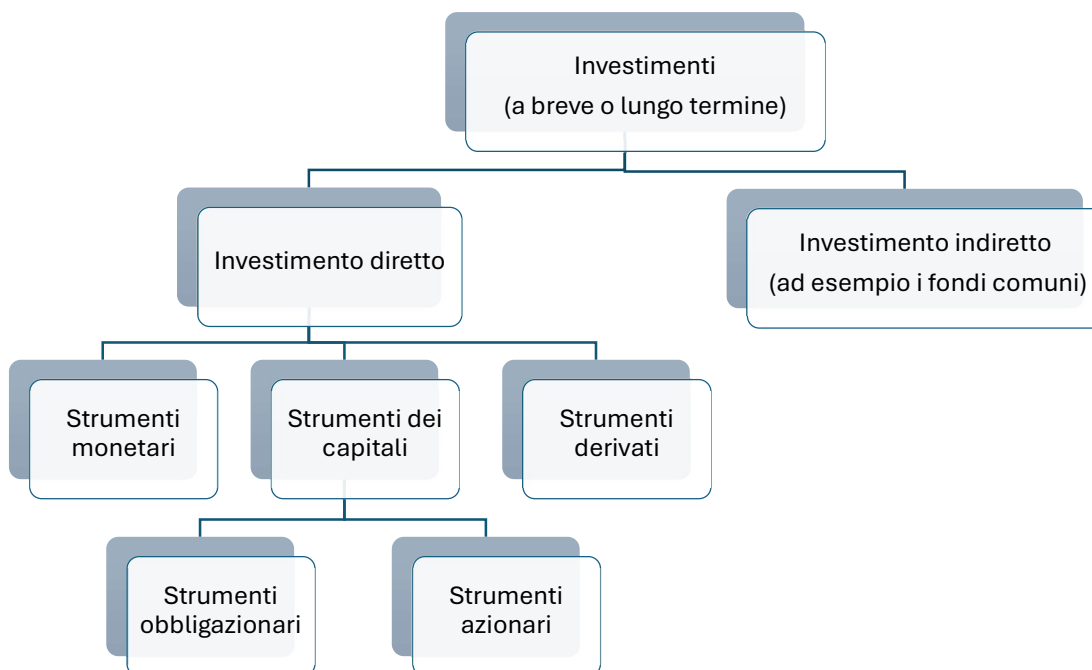 Investimenti
(a breve o lungo termine)
Investimento diretto
Investimento indiretto
(ad esempio i fondi comuni)
Strumenti
monetari
Strumenti dei
capitali
Strumenti
derivati
Strumenti
obbligazionari
Strumenti
azionari